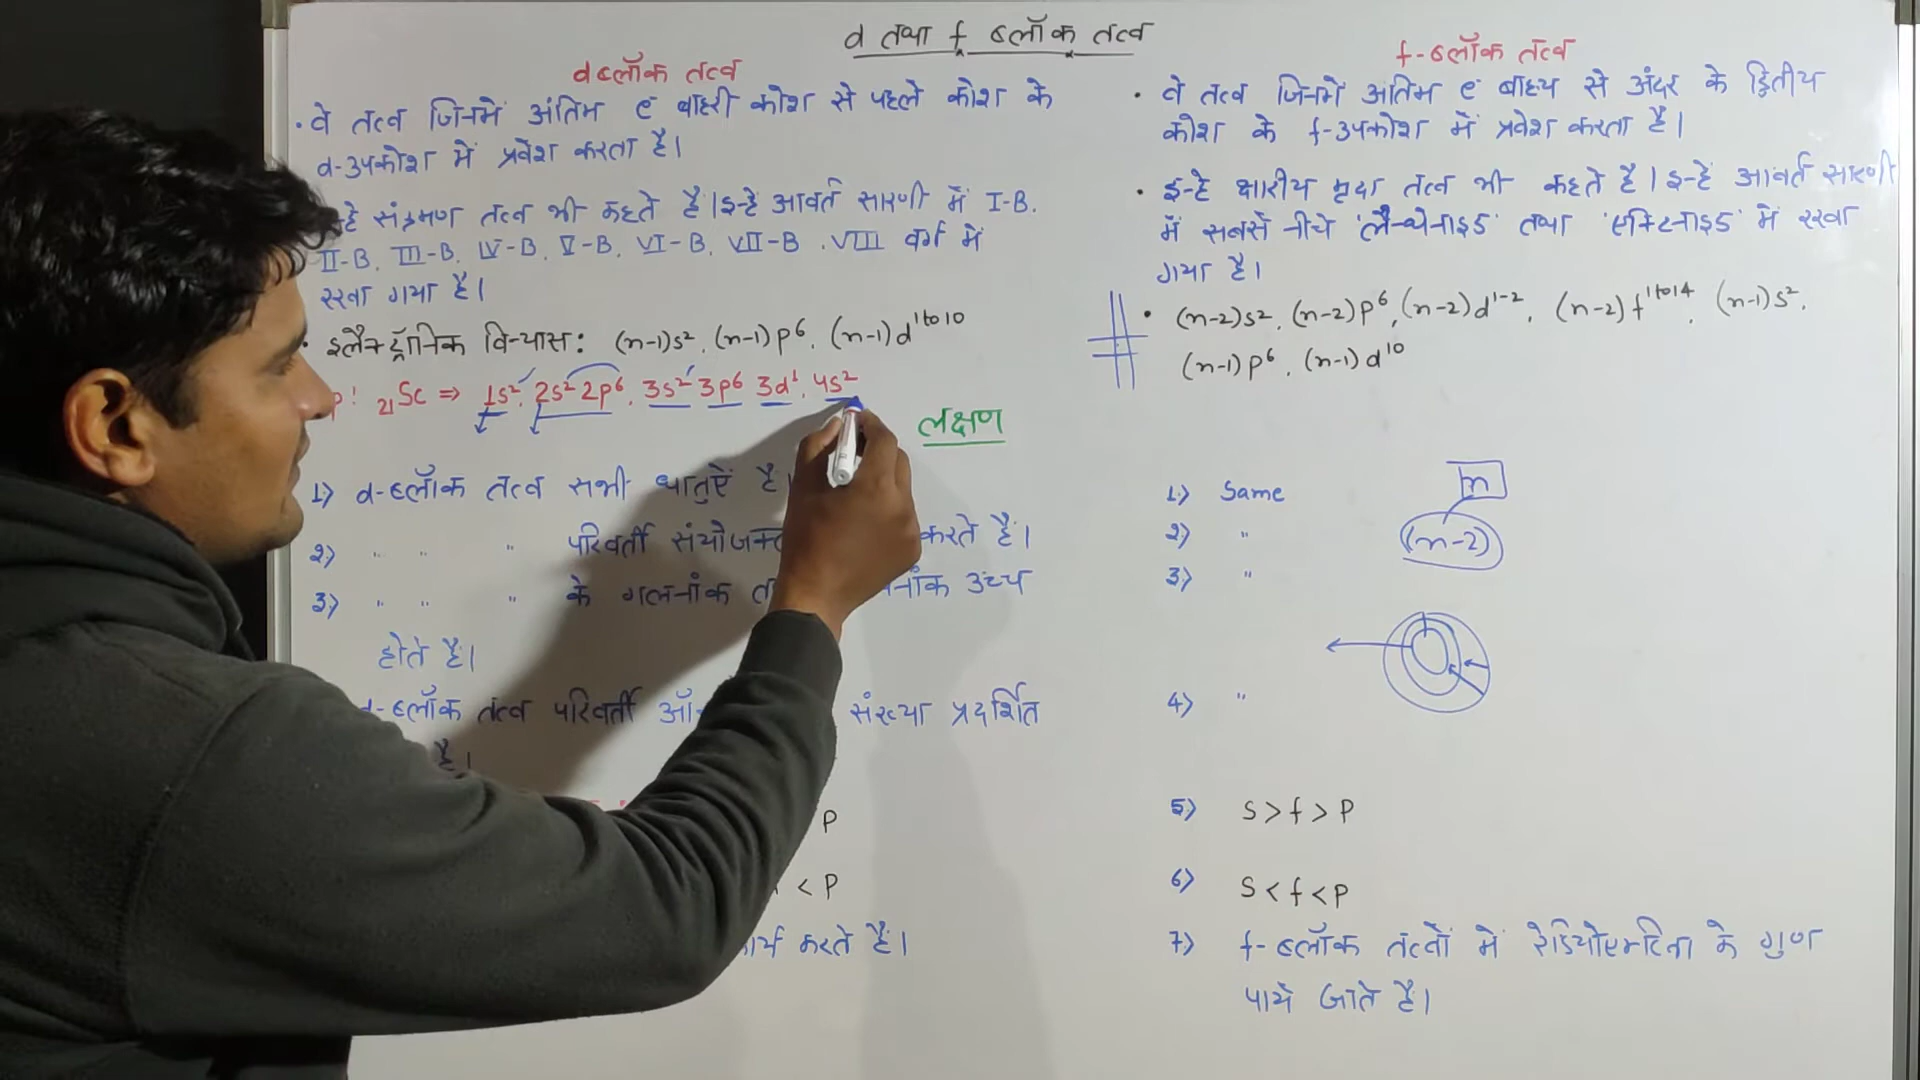 d तथा f ब्लॉक तत्व
d ब्लॉक तत्व
• वे तत्व जिनमें अंतिम e⁻ बाहरी कोश से पहले कोश के
d-उपकोश में प्रवेश करता है।
संक्रमण तत्व भी कहते हैं। इन्हे आवर्त सारणी में I-B.
II-B, III-B, IV-B, V-B, VI-B, VII-B, VIII वर्ग में
रखा गया है।
• इलैक्ट्रॉनिक विन्यास: (n-1)s², (n-1)p⁶, (n-1)d¹ᵗᵒ¹⁰
₂₁Sc ⇒ 1s², 2s² 2p⁶, 3s² 3p⁶ 3d¹, 4s²
लक्षण
1) d-ब्लॉक तत्व सभी धातुऐं है।
2) " " " परिवर्ती करते हैं।
3) " " " के गलनांक उच्च
होते हैं।
d-ब्लॉक तत्व परिवर्ती संख्या प्रदर्शित
है।
P
< P
कार्य करते हैं।
f-ब्लॉक तत्व
• वे तत्व जिनमें अंतिम e⁻ बाह्य से अंदर के द्वितीय
कोश के f-उपकोश में प्रवेश करता है।
• इन्हे क्षारीय मृदा तत्व भी कहते है। इन्हे आवर्त सारणी
में सबसे नीचे 'लैन्थेनाइड' तथा 'एक्टिनाइड' में रखा
गया है।
• (n-2)s², (n-2)p⁶, (n-2)d¹⁻², (n-2)f¹ᵗᵒ¹⁴, (n-1)s²,
(n-1)p⁶, (n-1)d¹⁰
1) Same
2) "
3) "
n
(n-2)
4) "
5) s > f > P
6) s < f < P
7) f-ब्लॉक तत्वों में रेडियोएक्टिवता के गुण
पाये जाते है।